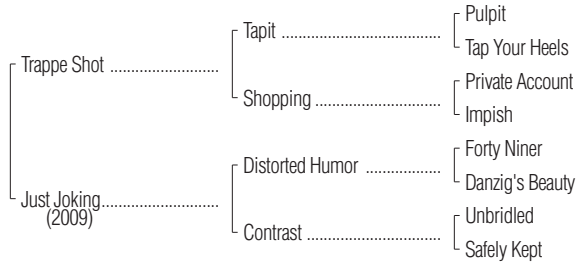 Pulpit
Tapit ........................
Tap Your Heels
Trappe Shot ........................
Private Account
Shopping ........................
Impish
Forty Niner
Distorted Humor ..................
Danzig's Beauty
Just Joking ........................
(2009)
Unbridled
Contrast ........................
Safely Kept